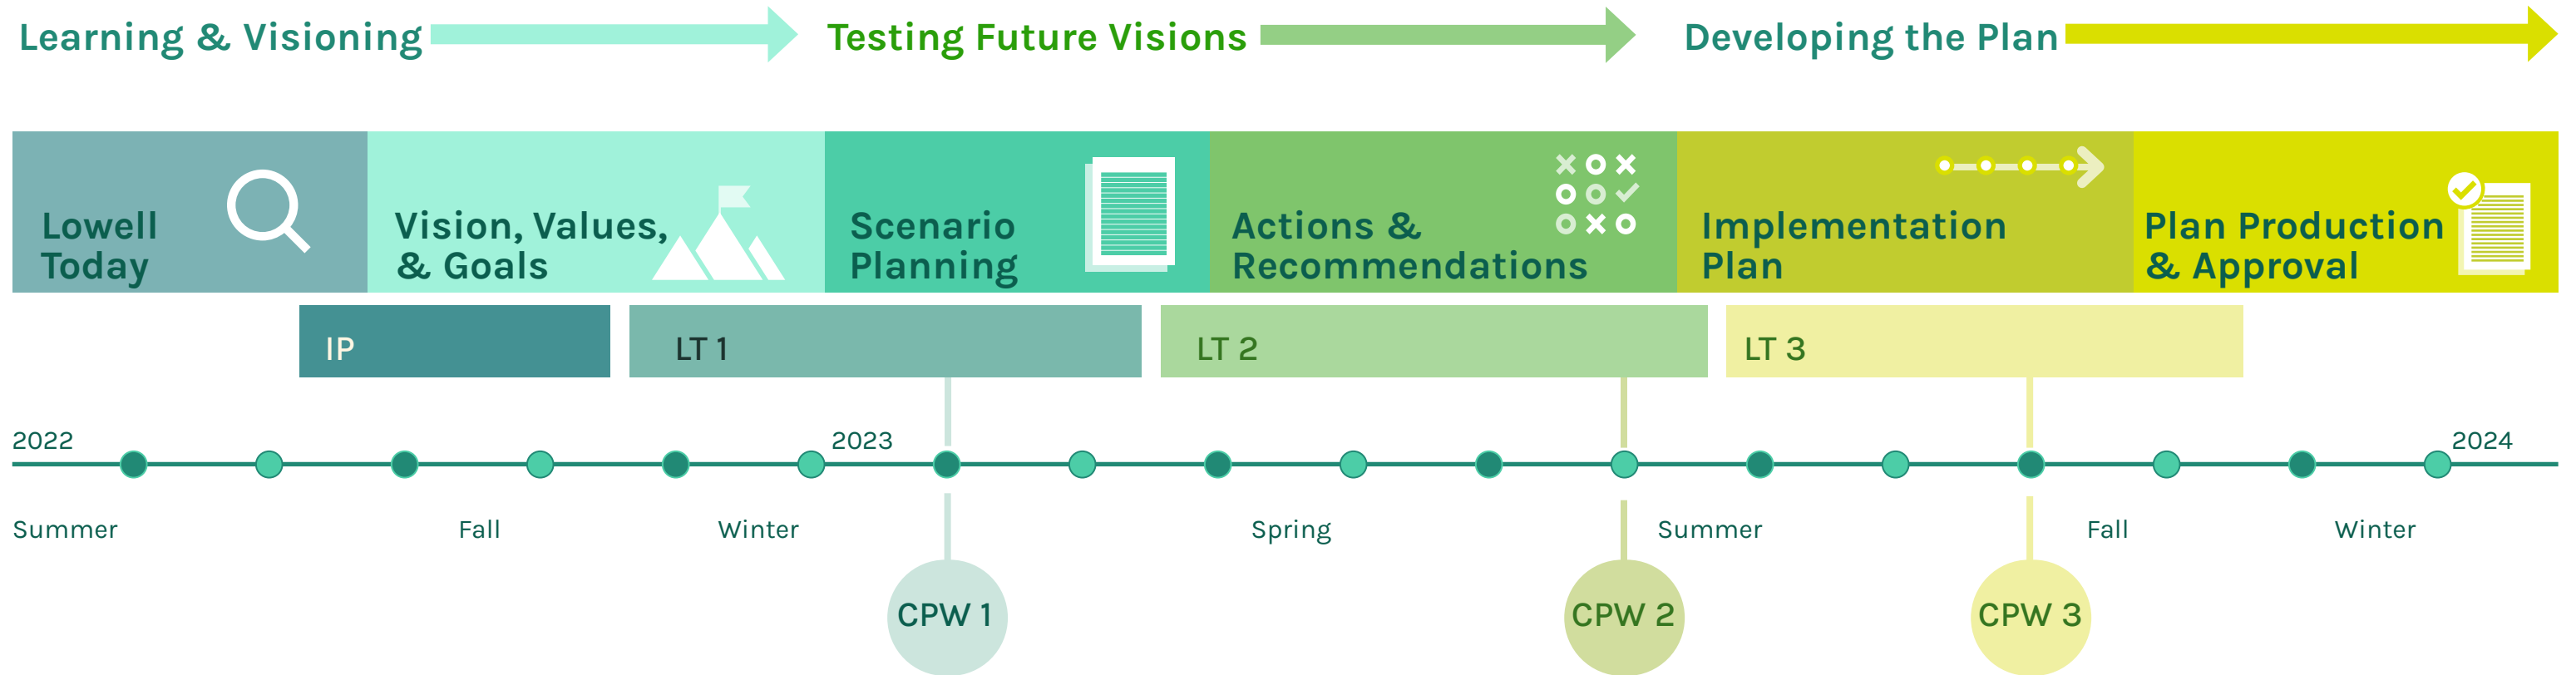 Learning & Visioning
Testing Future Visions
Developing the Plan
Lowell
Today
Vision, Values,
& Goals
Scenario
Planning
Actions &
Recommendations
Implementation
Plan
Plan Production
& Approval
IP
LT 1
LT 2
LT 3
2022
2023
2024
Summer
Fall
Winter
Spring
Summer
Fall
Winter
CPW 1
CPW 2
CPW 3